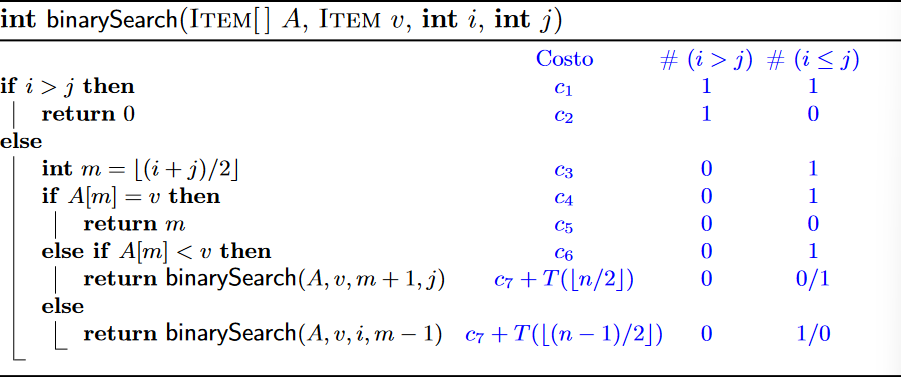 int binarySearch(ITEM[] A, ITEM v, int i, int j)
Costo # (i > j) # (i ≤ j)
if i > j then c₁ 1 1
return 0 c₂ 1 0
else
int m = ⌊(i + j)/2⌋ c₃ 0 1
if A[m] = v then c₄ 0 1
return m c₅ 0 0
else if A[m] < v then c₆ 0 1
return binarySearch(A, v, m + 1, j) c₇ + T(⌊n/2⌋) 0 0/1
else
return binarySearch(A, v, i, m − 1) c₇ + T(⌊(n − 1)/2⌋) 0 1/0